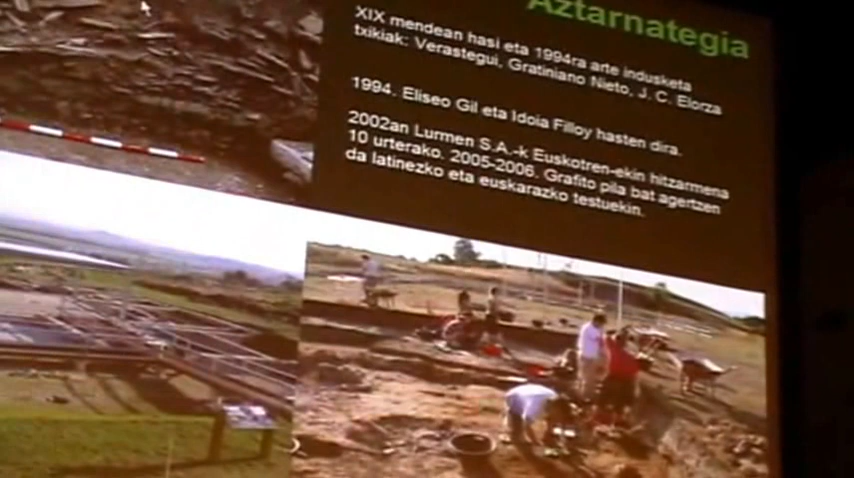 Aztarnategia
XIX mendean hasi eta 1994ra arte indusketa
txikiak: Verastegui, Gratiniano Nieto, J. C. Elorza
1994. Eliseo Gil eta Idoia Filloy hasten dira.
2002an Lurmen S.A.-k Euskotren-ekin hitzarmena
10 urterako. 2005-2006. Grafito pila bat agertzen
da latinezko eta euskarazko testuekin.